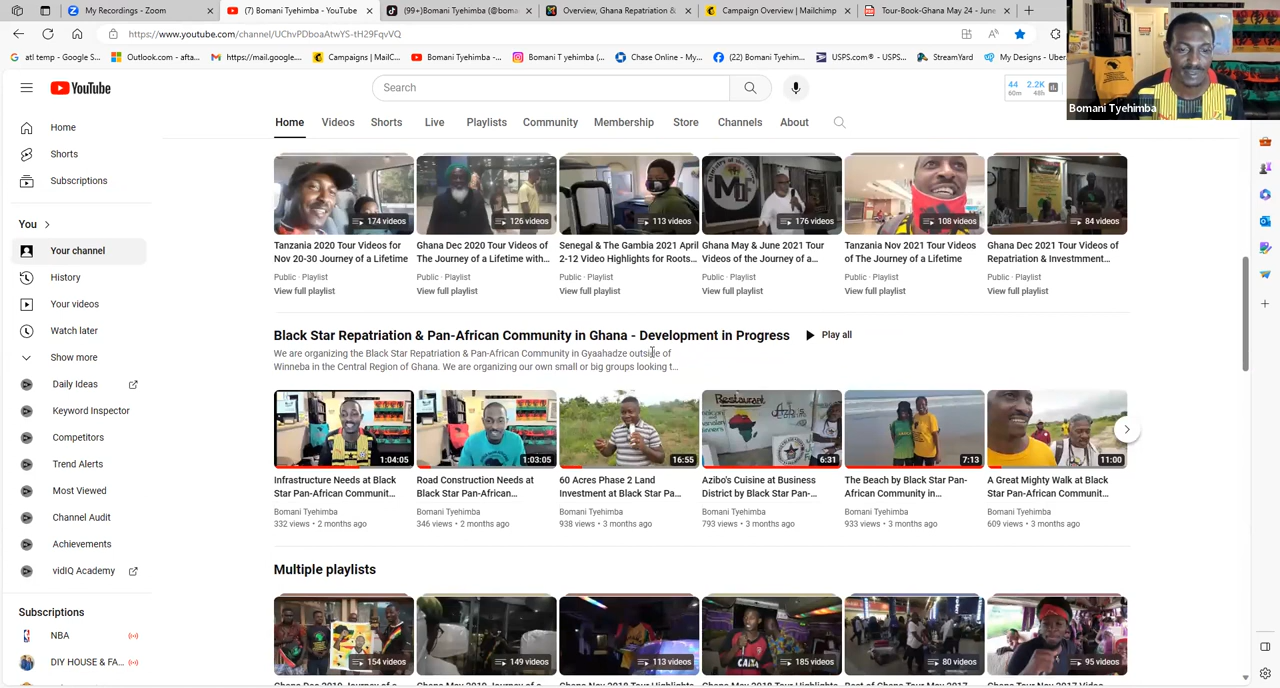 My Recordings - Zoom
(7) Bomani Tyehimba - YouTube
(99+)Bomani Tyehimba (@boma
Overview, Ghana Repatriation &
Campaign Overview | Mailchimp
Tour-Book-Ghana May 24 - June
https://www.youtube.com/channel/UChvPDboaAtwYS-tH29FqvVQ
atl temp - Google S...
Outlook.com - afta...
https://mail.google....
Campaigns | MailC...
Bomani Tyehimba -...
Bomani T yehimba (...
Chase Online - My...
(22) Bomani Tyehim...
USPS.com® - USPS...
StreamYard
My Designs - Uber
Bomani Tyehimba
YouTube
Search
44
2.2K
60m
48h
Home
Videos
Shorts
Live
Playlists
Community
Membership
Store
Channels
About
Home
Shorts
Subscriptions
You
Your channel
History
Your videos
Watch later
Show more
Daily Ideas
Keyword Inspector
Competitors
Trend Alerts
Most Viewed
Channel Audit
Achievements
vidIQ Academy
Subscriptions
NBA
DIY HOUSE & FA...
174 videos
126 videos
113 videos
176 videos
108 videos
84 videos
Tanzania 2020 Tour Videos for
Nov 20-30 Journey of a Lifetime
Public · Playlist
View full playlist
Ghana Dec 2020 Tour Videos of
The Journey of a Lifetime with...
Public · Playlist
View full playlist
Senegal & The Gambia 2021 April
2-12 Video Highlights for Roots...
Public · Playlist
View full playlist
Ghana May & June 2021 Tour
Videos of the Journey of a...
Public · Playlist
View full playlist
Tanzania Nov 2021 Tour Videos
of The Journey of a Lifetime
Public · Playlist
View full playlist
Ghana Dec 2021 Tour Videos of
Repatriation & Investmment...
Public · Playlist
View full playlist
Black Star Repatriation & Pan-African Community in Ghana - Development in Progress
Play all
We are organizing the Black Star Repatriation & Pan-African Community in Gyaahadze outside of
Winneba in the Central Region of Ghana. We are organizing our own small or big groups looking t...
1:04:05
1:03:05
16:55
Restaurant
6:31
7:13
11:00
Infrastructure Needs at Black
Star Pan-African Communit...
Bomani Tyehimba
332 views · 2 months ago
Road Construction Needs at
Black Star Pan-African...
Bomani Tyehimba
346 views · 2 months ago
60 Acres Phase 2 Land
Investment at Black Star Pa...
Bomani Tyehimba
938 views · 3 months ago
Azibo's Cuisine at Business
District by Black Star Pan-...
Bomani Tyehimba
793 views · 3 months ago
The Beach by Black Star Pan-
African Community in...
Bomani Tyehimba
933 views · 3 months ago
A Great Mighty Walk at Black
Star Pan-African Communit...
Bomani Tyehimba
609 views · 3 months ago
Multiple playlists
154 videos
149 videos
113 videos
185 videos
80 videos
95 videos